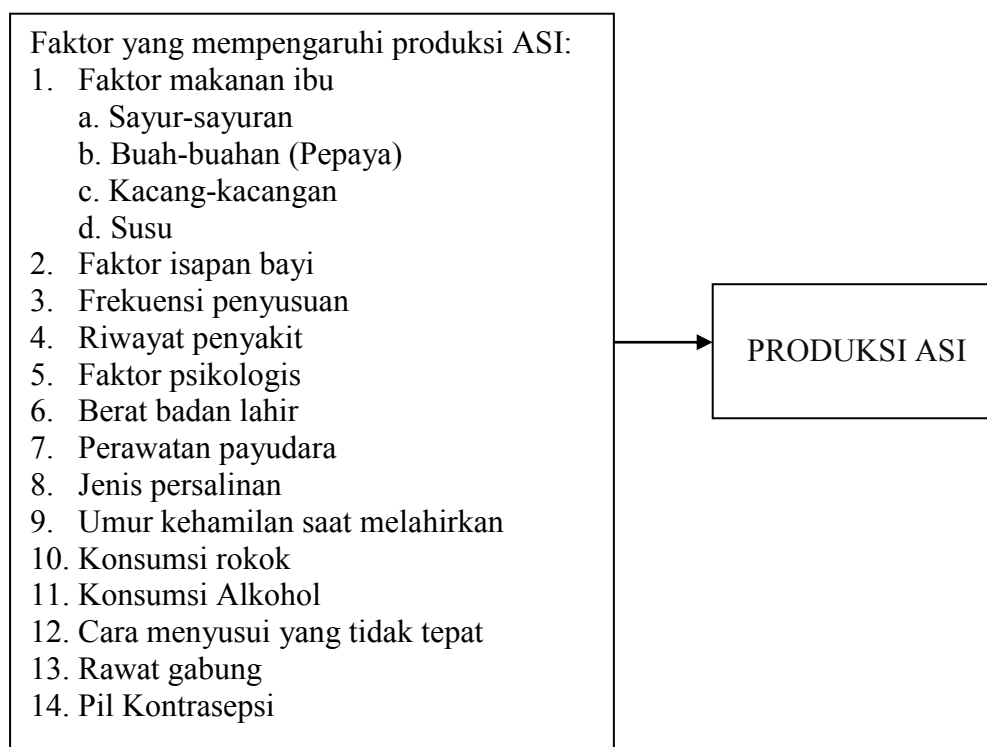 Faktor yang mempengaruhi produksi ASI:
1. Faktor makanan ibu
a. Sayur-sayuran
b. Buah-buahan (Pepaya)
c. Kacang-kacangan
d. Susu
2. Faktor isapan bayi
3. Frekuensi penyusuan
4. Riwayat penyakit
5. Faktor psikologis
6. Berat badan lahir
7. Perawatan payudara
8. Jenis persalinan
9. Umur kehamilan saat melahirkan
10. Konsumsi rokok
11. Konsumsi Alkohol
12. Cara menyusui yang tidak tepat
13. Rawat gabung
14. Pil Kontrasepsi
PRODUKSI ASI